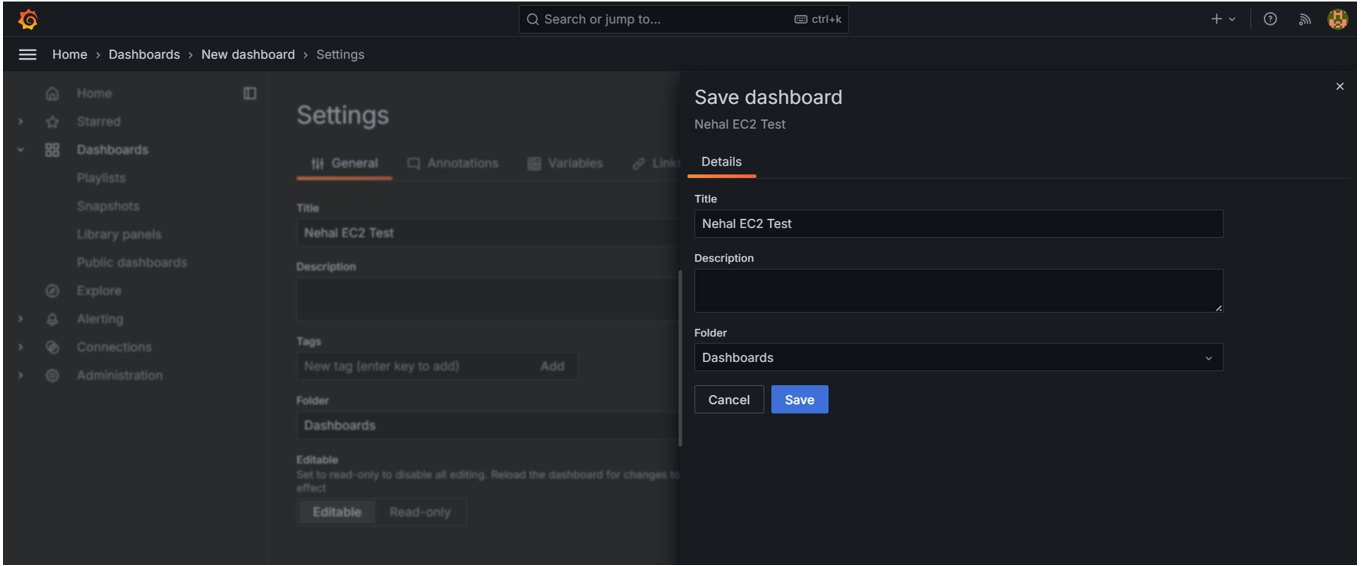 Search or jump to... ctrl+k
Home › Dashboards › New dashboard › Settings
Home
Starred
Dashboards
Playlists
Snapshots
Library panels
Public dashboards
Explore
Alerting
Connections
Administration
Settings
General Annotations Variables Links
Title
Nehal EC2 Test
Description
Tags
New tag (enter key to add) Add
Folder
Dashboards
Editable
Set to read-only to disable all editing. Reload the dashboard for changes to
effect
Editable Read-only
Save dashboard
Nehal EC2 Test
Details
Title
Nehal EC2 Test
Description
Folder
Dashboards
Cancel Save